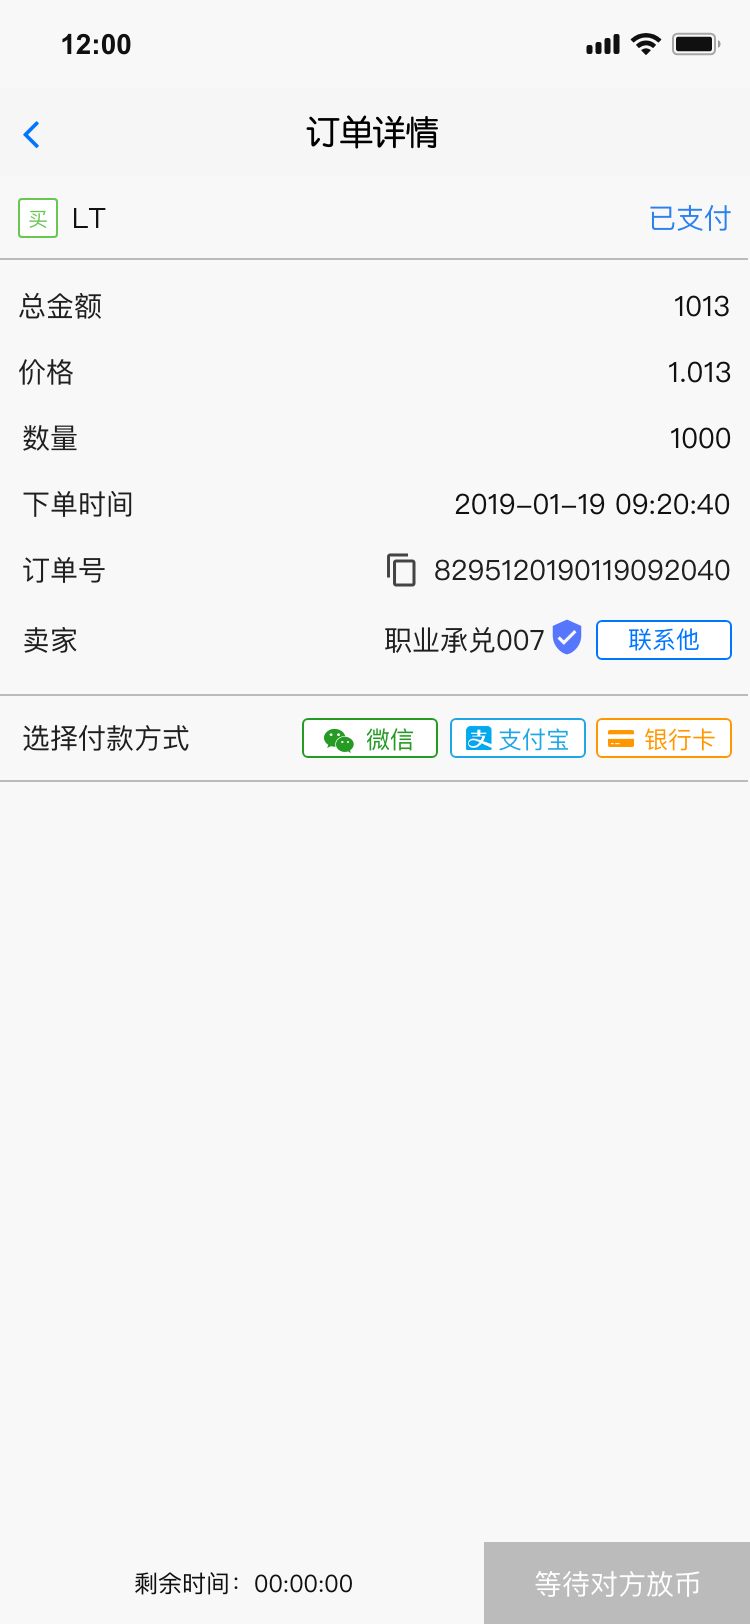 12:00
订单详情
买 LT 已支付
总金额 1013
价格 1.013
数量 1000
下单时间 2019-01-19 09:20:40
订单号 8295120190119092040
卖家 职业承兑007 联系他
选择付款方式 微信 支 支付宝 银行卡
剩余时间：00:00:00 等待对方放币